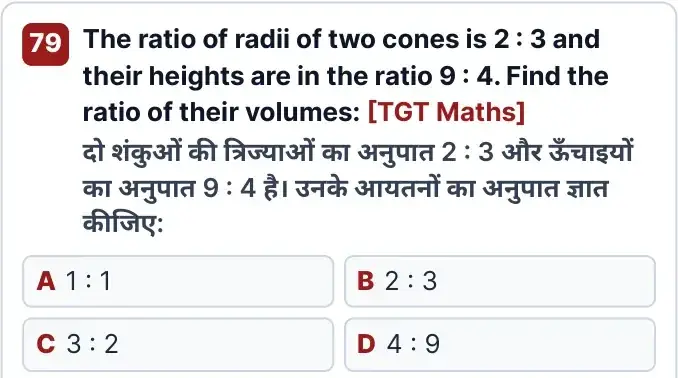 79 The ratio of radii of two cones is 2 : 3 and
their heights are in the ratio 9 : 4. Find the
ratio of their volumes: [TGT Maths]
दो शंकुओं की त्रिज्याओं का अनुपात 2 : 3 और ऊँचाइयों
का अनुपात 9 : 4 है। उनके आयतनों का अनुपात ज्ञात
कीजिए:
A 1 : 1
B 2 : 3
C 3 : 2
D 4 : 9